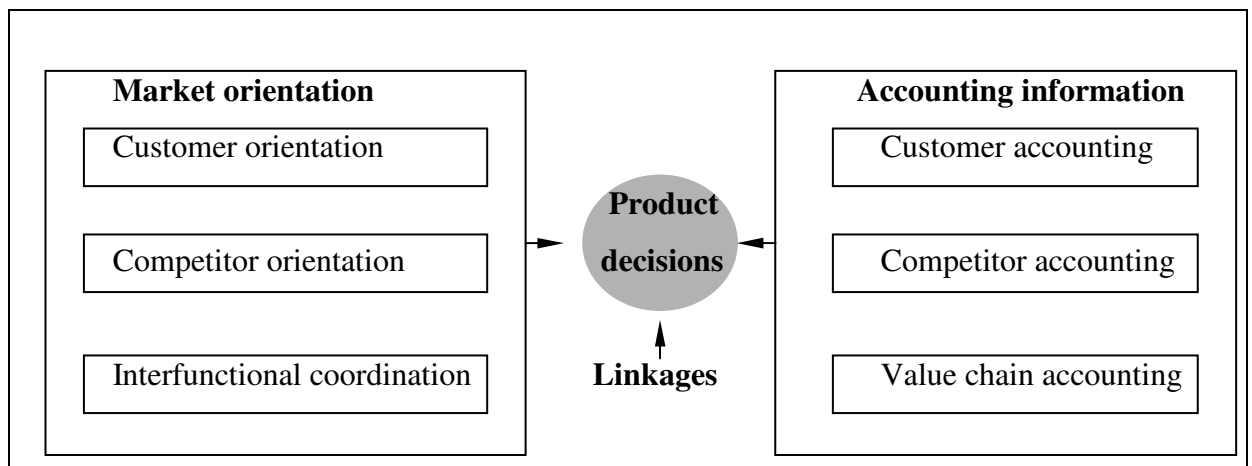 Market orientation
Customer orientation
Competitor orientation
Interfunctional coordination
Product
decisions
Linkages
Accounting information
Customer accounting
Competitor accounting
Value chain accounting